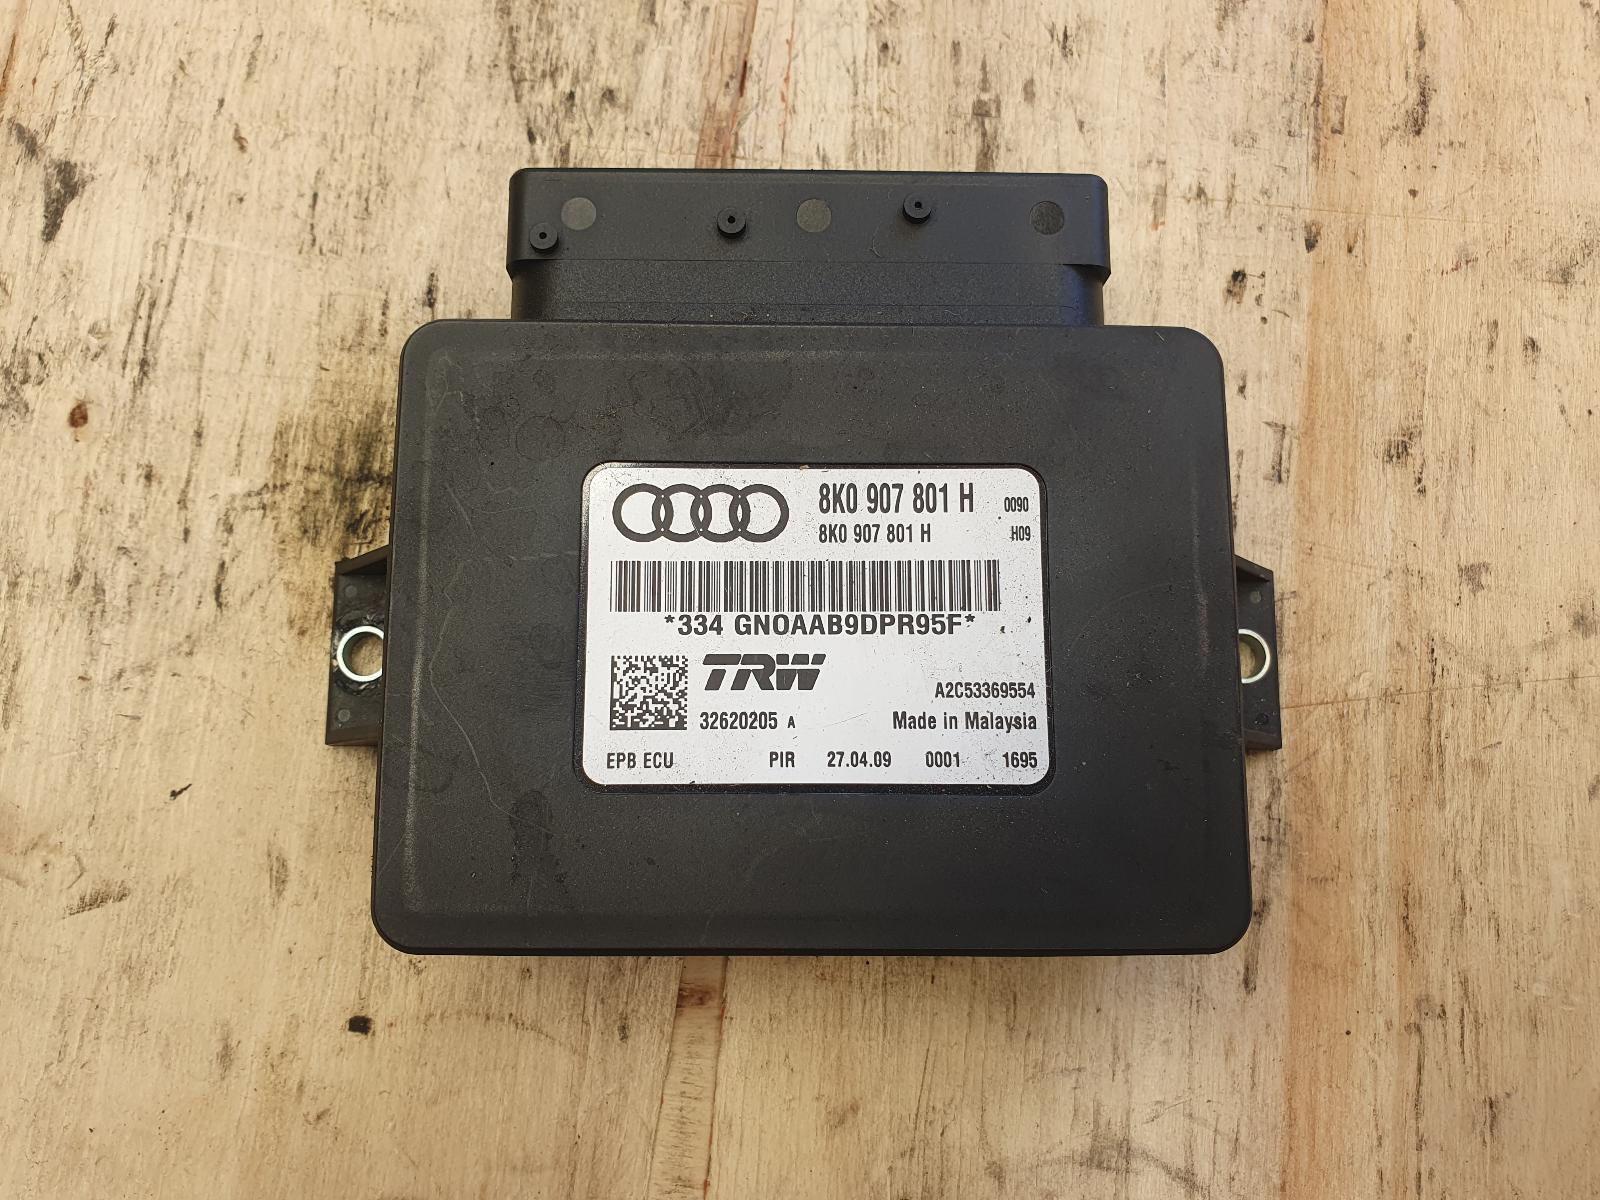 8K0 907 801 H 0090
8K0 907 801 H H09
*334 GN0AAB9DPR95F*
TRW
A2C53369554
32620205 A Made in Malaysia
EPB ECU PIR 27.04.09 0001 1695